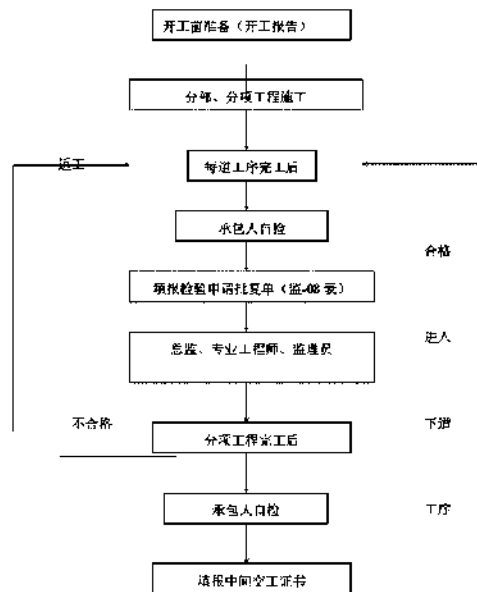 开工前准备（开工报告）
分部、分项工程施工
返工
每道工序完工后
承包人自检
合格
填报检验申请批复单（监-08表）
进入
总监、专业工程师、监理员
不合格
下道
分项工程完工后
承包人自检
工序
填报中间交工证书